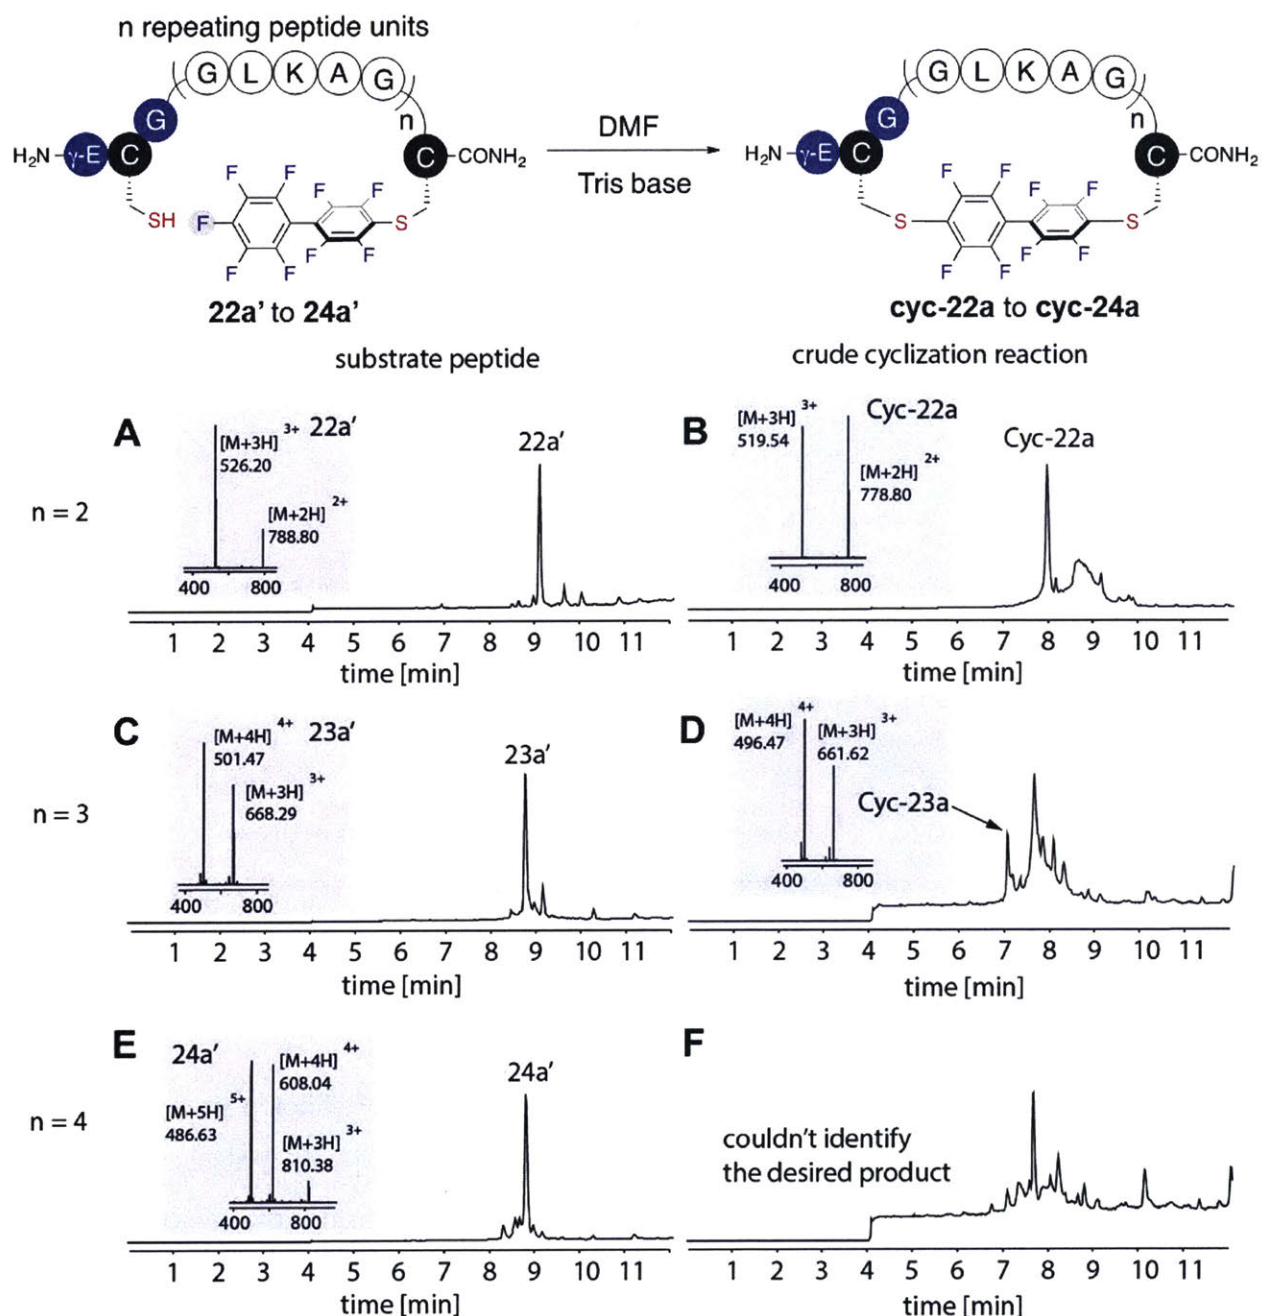 n repeating peptide units
G L K A G
n
G
H₂N γ-E C
C CONH₂
SH
F F F F F F F F F
S
22a’ to 24a’
DMF
Tris base
G L K A G
n
G
H₂N γ-E C
C CONH₂
S F F F F F F F F S
cyc-22a to cyc-24a
substrate peptide
crude cyclization reaction
n = 2
A
[M+3H] 3+
526.20
22a’
[M+2H] 2+
788.80
400 800
22a’
1 2 3 4 5 6 7 8 9 10 11
time [min]
B
[M+3H] 3+
519.54
Cyc-22a
[M+2H] 2+
778.80
400 800
Cyc-22a
1 2 3 4 5 6 7 8 9 10 11
time [min]
n = 3
C
[M+4H] 4+
501.47
23a’
[M+3H] 3+
668.29
400 800
23a’
1 2 3 4 5 6 7 8 9 10 11
time [min]
D
[M+4H] 4+
496.47
[M+3H] 3+
661.62
400 800
Cyc-23a
1 2 3 4 5 6 7 8 9 10 11
time [min]
n = 4
E
24a’
[M+4H] 4+
608.04
[M+5H] 5+
486.63
[M+3H] 3+
810.38
400 800
24a’
1 2 3 4 5 6 7 8 9 10 11
time [min]
F
couldn’t identify
the desired product
1 2 3 4 5 6 7 8 9 10 11
time [min]